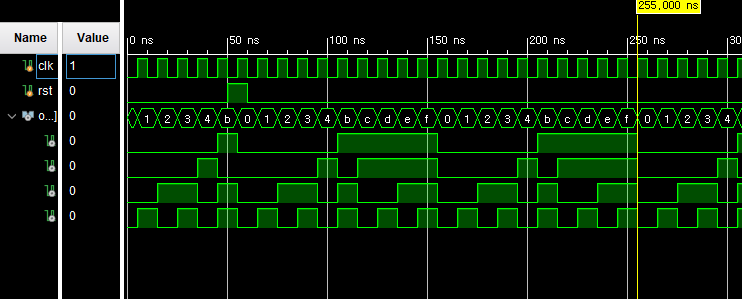 255,000 ns
Name Value
0 ns 50 ns 100 ns 150 ns 200 ns 250 ns 30
clk 1
rst 0
o...] 0 1 2 3 4 b 0 1 2 3 4 b c d e f 0 1 2 3 4 b c d e f 0 1 2 3 4
0
0
0
0